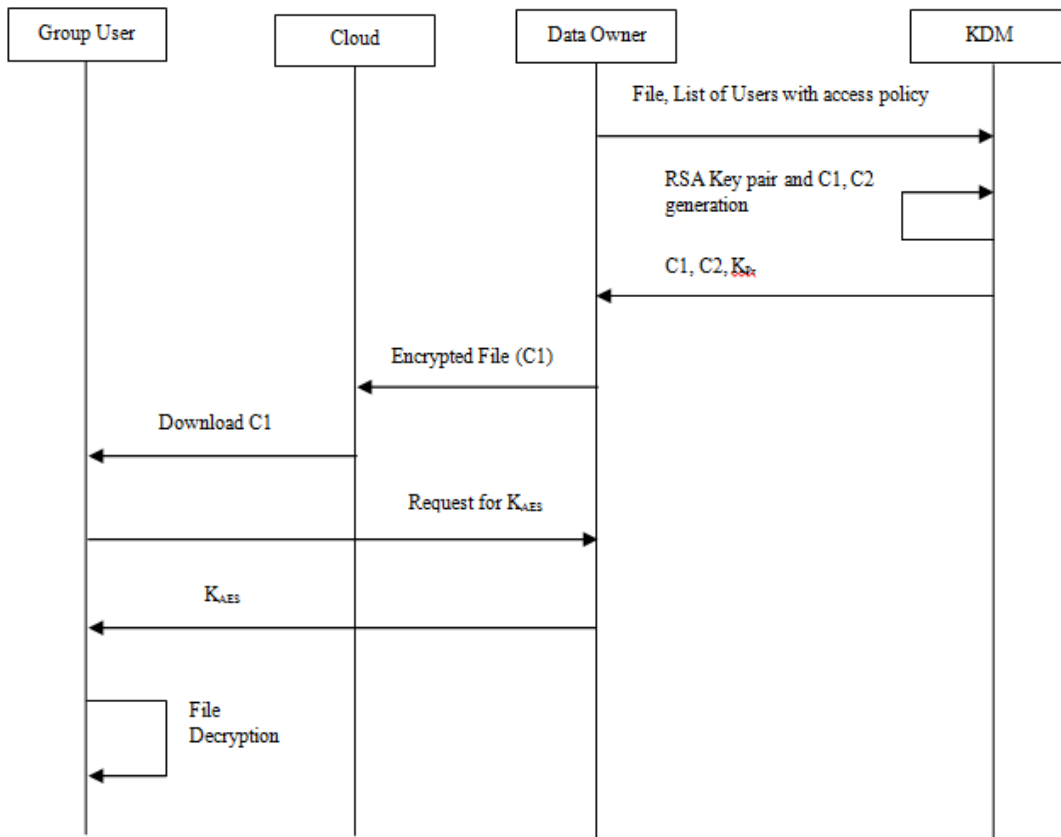 Group User
Cloud
Data Owner
KDM
File, List of Users with access policy
RSA Key pair and C1, C2
generation
C1, C2, KPr
Encrypted File (C1)
Download C1
Request for KAES
KAES
File
Decryption